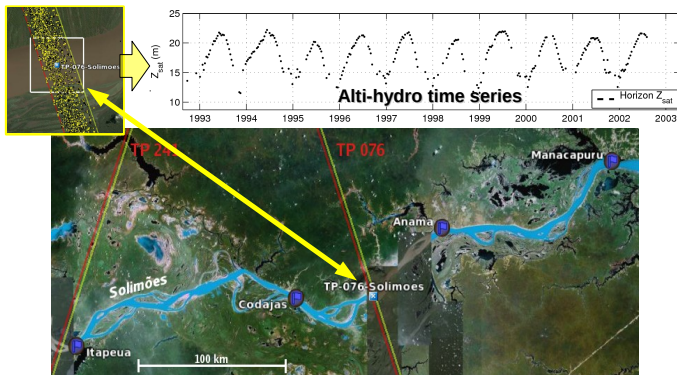 TP-076-Solimoes
25
20
15
10
Z_sat (m)
Alti-hydro time series
Horizon Z_sat
1993
1994
1995
1996
1997
1998
1999
2000
2001
2002
2003
TP 241
TP 076
Manacapuru
Anama
TP-076-Solimoes
Solimões
Codajas
Itapeua
100 km